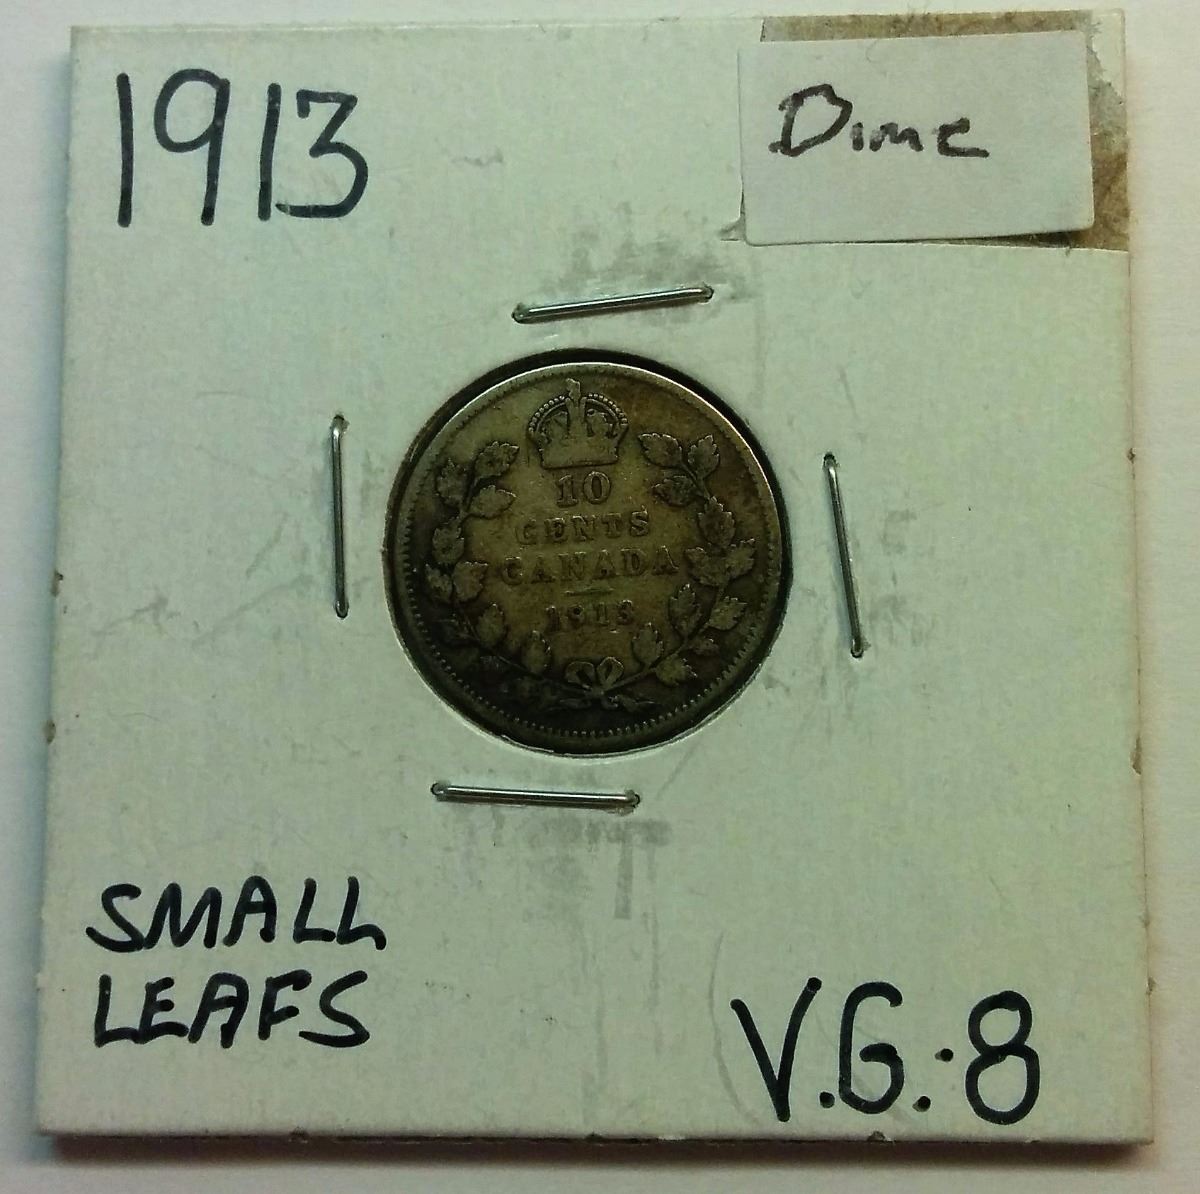 1913
Dime
10
CENTS
CANADA
1913
SMALL
LEAFS
V.G.-8